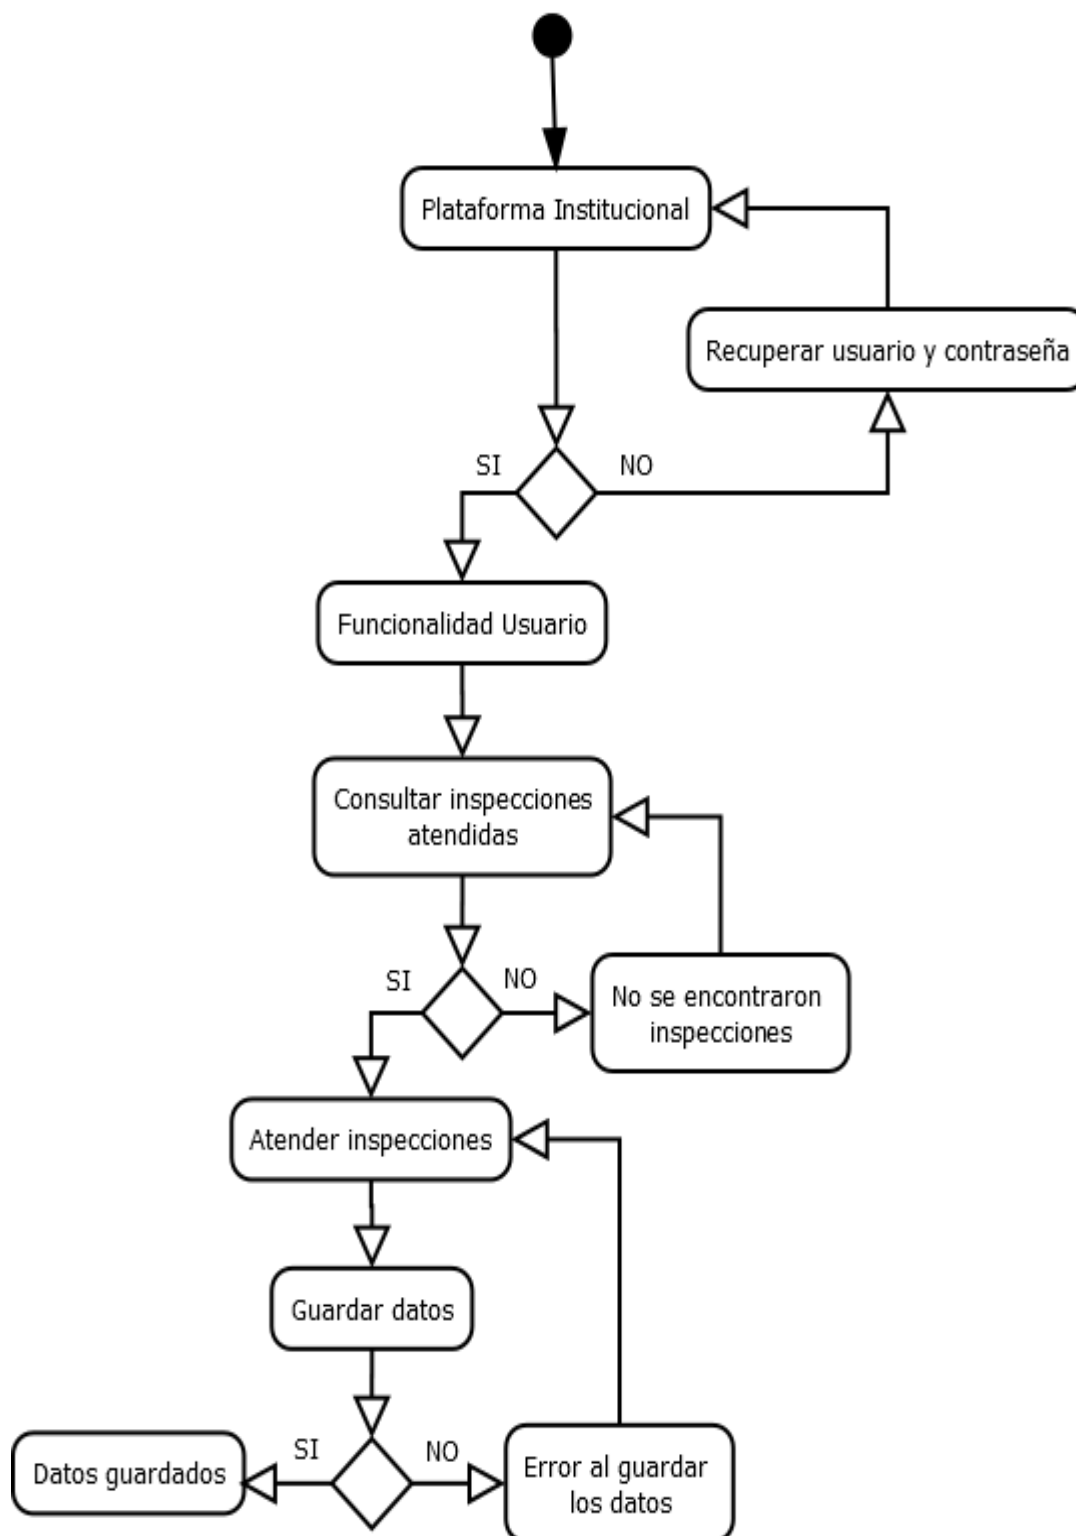 Plataforma Institucional
Recuperar usuario y contraseña
SI
NO
Funcionalidad Usuario
Consultar inspecciones
atendidas
SI
NO
No se encontraron
inspecciones
Atender inspecciones
Guardar datos
SI
NO
Datos guardados
Error al guardar
los datos